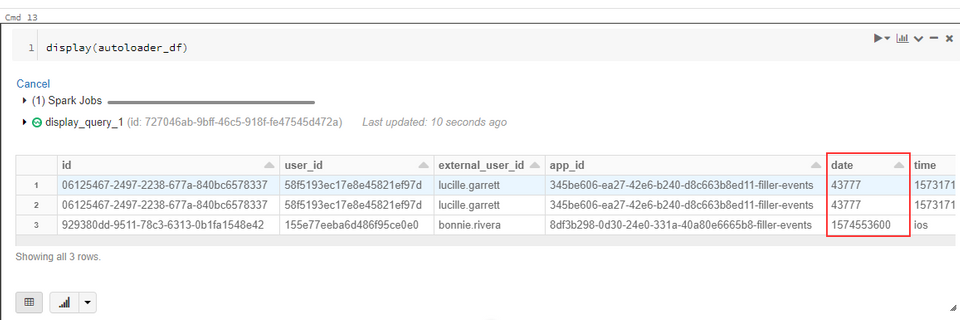 Cmd 13
1 display(autoloader_df)
Cancel
(1) Spark Jobs
display_query_1 (id: 727046ab-9bff-46c5-918f-fe47545d472a) Last updated: 10 seconds ago
id user_id external_user_id app_id date time
1 06125467-2497-2238-677a-840bc6578337 58f5193ec17e8e45821ef97d lucille.garrett 345be606-ea27-42e6-b240-d8c663b8ed11-filler-events 43777 1573171
2 06125467-2497-2238-677a-840bc6578337 58f5193ec17e8e45821ef97d lucille.garrett 345be606-ea27-42e6-b240-d8c663b8ed11-filler-events 43777 1573171
3 929380dd-9511-78c3-6313-0b1fa1548e42 155e77eeba6d486f95ce0e0 bonnie.rivera 8df3b298-0d30-24e0-331a-40a80e6665b8-filler-events 1574553600 ios
Showing all 3 rows.